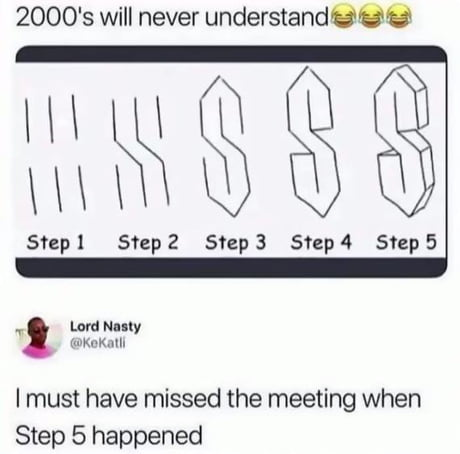 2000's will never understand😂😂😂
Step 1 Step 2 Step 3 Step 4 Step 5
Lord Nasty
@KeKatli
I must have missed the meeting when
Step 5 happened